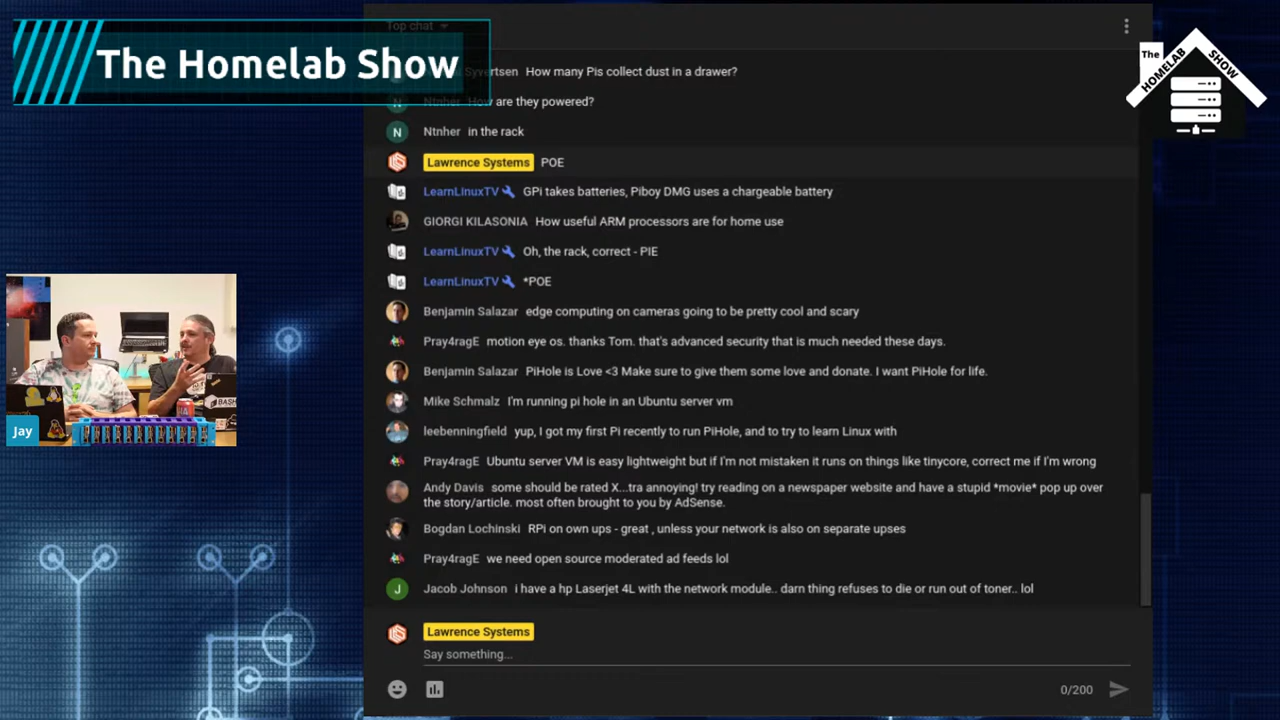 Top chat
The Homelab Show
The
HOMELAB
SHOW
Syvertsen How many Pis collect dust in a drawer?
N Ntnher How are they powered?
N Ntnher in the rack
Lawrence Systems POE
LearnLinuxTV GPi takes batteries, Piboy DMG uses a chargeable battery
GIORGI KILASONIA How useful ARM processors are for home use
LearnLinuxTV Oh, the rack, correct - PIE
LearnLinuxTV *POE
Benjamin Salazar edge computing on cameras going to be pretty cool and scary
Pray4ragE motion eye os. thanks Tom. that's advanced security that is much needed these days.
Benjamin Salazar PiHole is Love <3 Make sure to give them some love and donate. I want PiHole for life.
Mike Schmalz I'm running pi hole in an Ubuntu server vm
leebenningfield yup, I got my first Pi recently to run PiHole, and to try to learn Linux with
Pray4ragE Ubuntu server VM is easy lightweight but if I'm not mistaken it runs on things like tinycore, correct me if I'm wrong
Andy Davis some should be rated X...tra annoying! try reading on a newspaper website and have a stupid *movie* pop up over
the story/article. most often brought to you by AdSense.
Bogdan Lochinski RPi on own ups - great , unless your network is also on separate upses
Pray4ragE we need open source moderated ad feeds lol
J Jacob Johnson i have a hp Laserjet 4L with the network module.. darn thing refuses to die or run out of toner.. lol
Lawrence Systems
Say something...
0/200
BASH
Jay